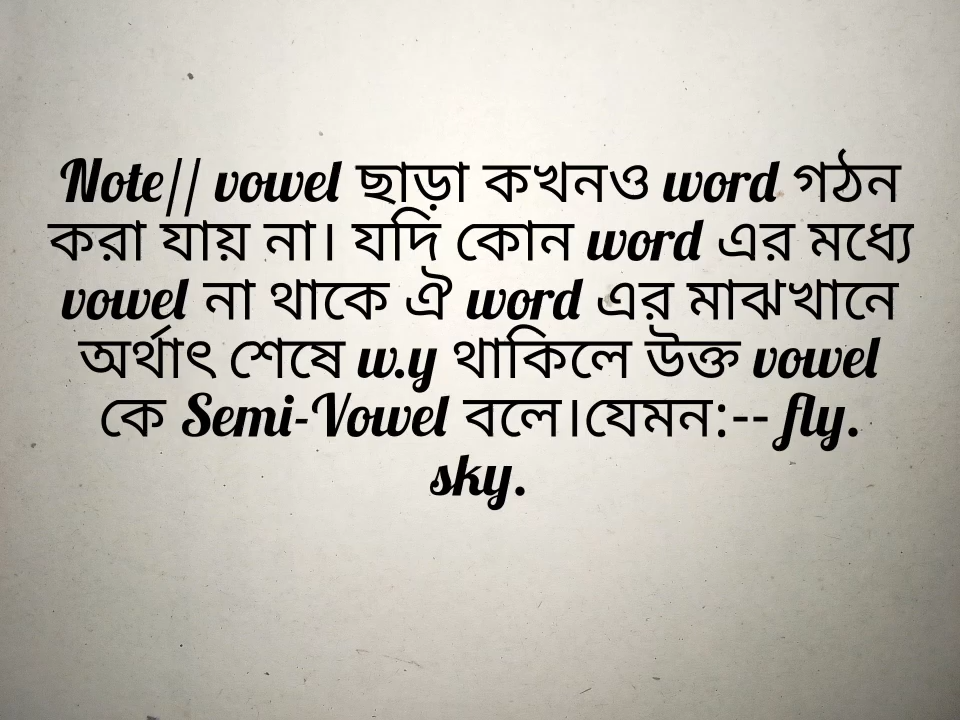 Note// vowel ছাড়া কখনও word গঠন
করা যায় না। যদি কোন word এর মধ্যে
vowel না থাকে ঐ word এর মাঝখানে
অর্থাৎ শেষে w.y থাকিলে উক্ত vowel
কে Semi-Vowel বলে।যেমন:-- fly.
sky.